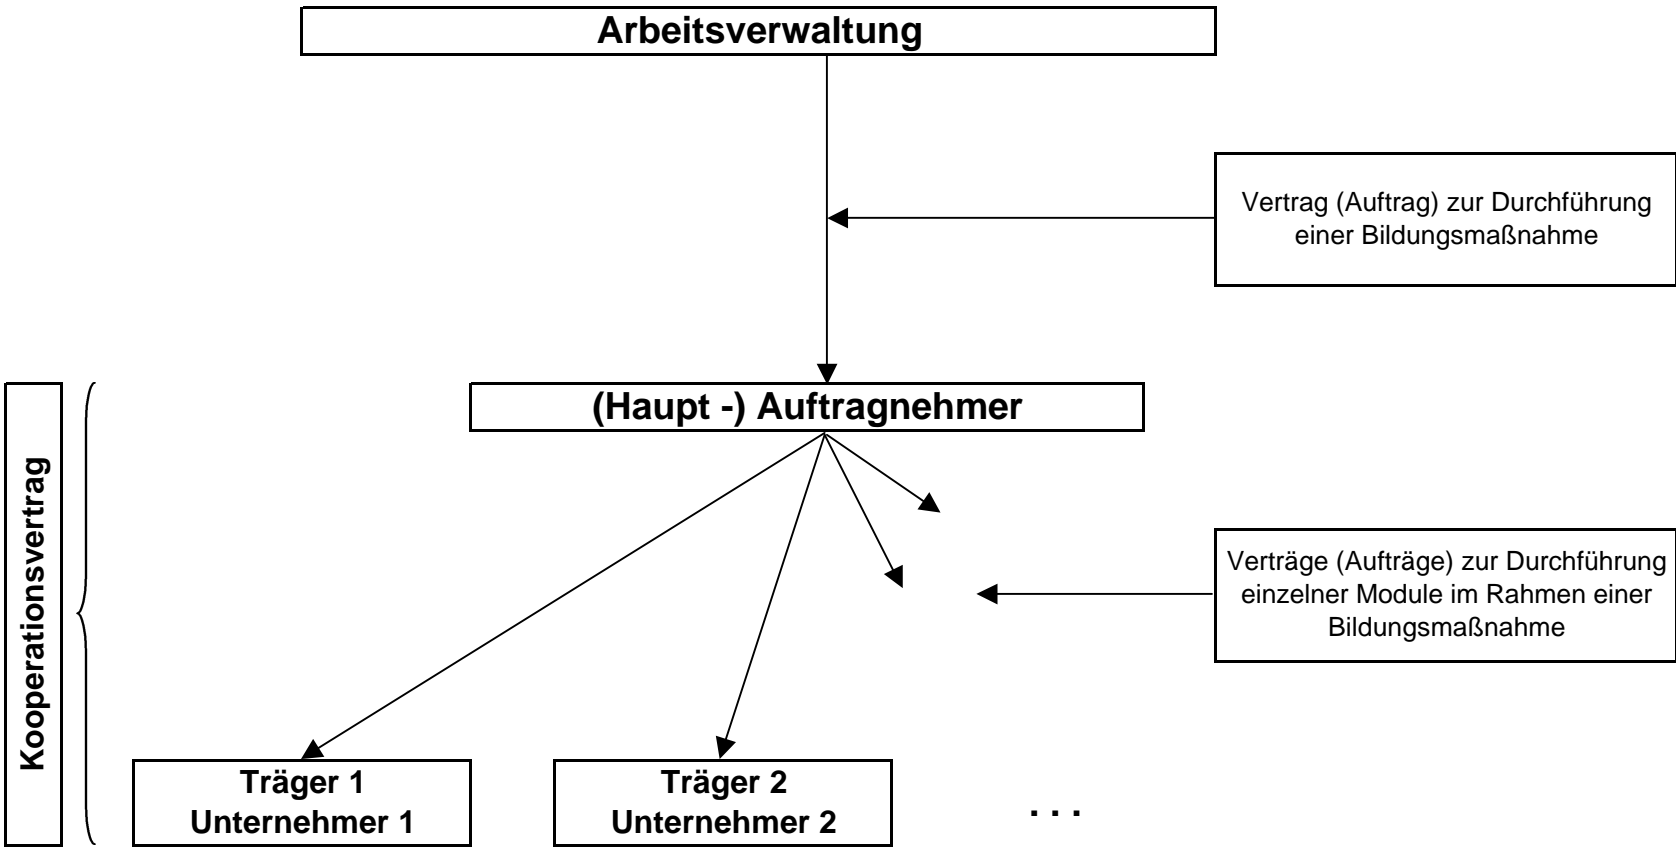 Arbeitsverwaltung
Vertrag (Auftrag) zur Durchführung
einer Bildungsmaßnahme
(Haupt -) Auftragnehmer
Kooperationsvertrag
Verträge (Aufträge) zur Durchführung
einzelner Module im Rahmen einer
Bildungsmaßnahme
Träger 1
Unternehmer 1
Träger 2
Unternehmer 2
. . .